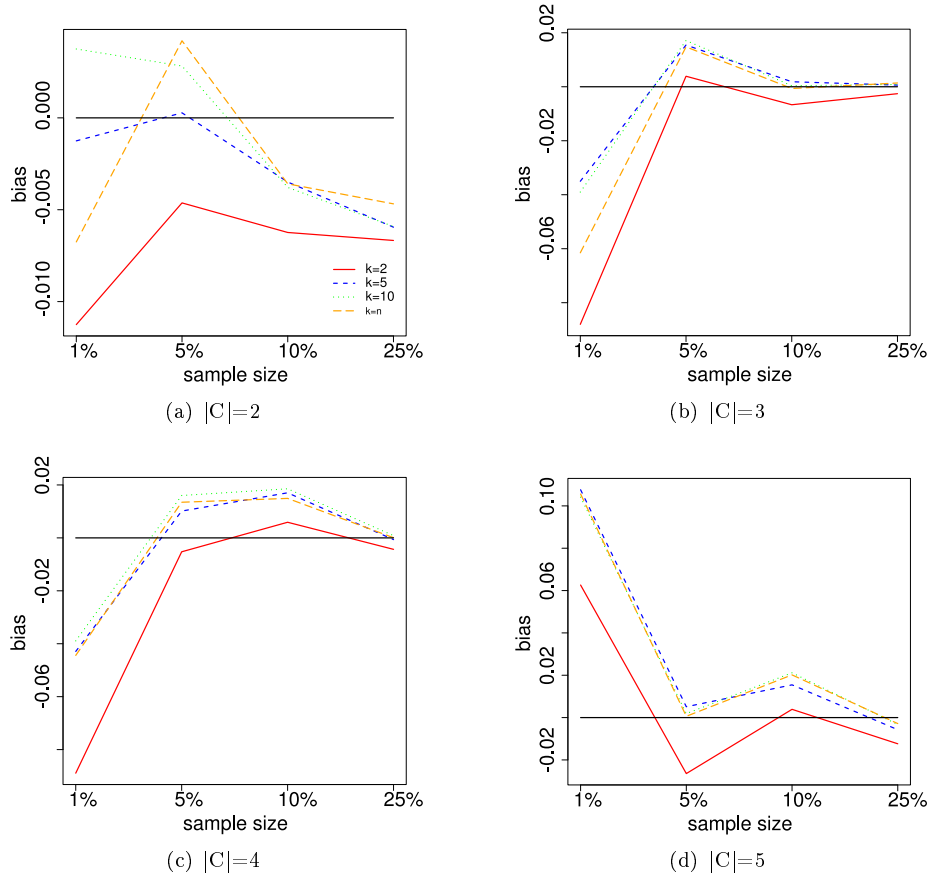 0.000
-0.005
-0.010
bias
k=2
k=5
k=10
k=n
1% 5% 10% 25%
sample size
(a) |C|=2
0.02
-0.02
-0.06
bias
1% 5% 10% 25%
sample size
(b) |C|=3
0.02
-0.02
-0.06
bias
1% 5% 10% 25%
sample size
(c) |C|=4
0.10
0.06
0.02
-0.02
bias
1% 5% 10% 25%
sample size
(d) |C|=5